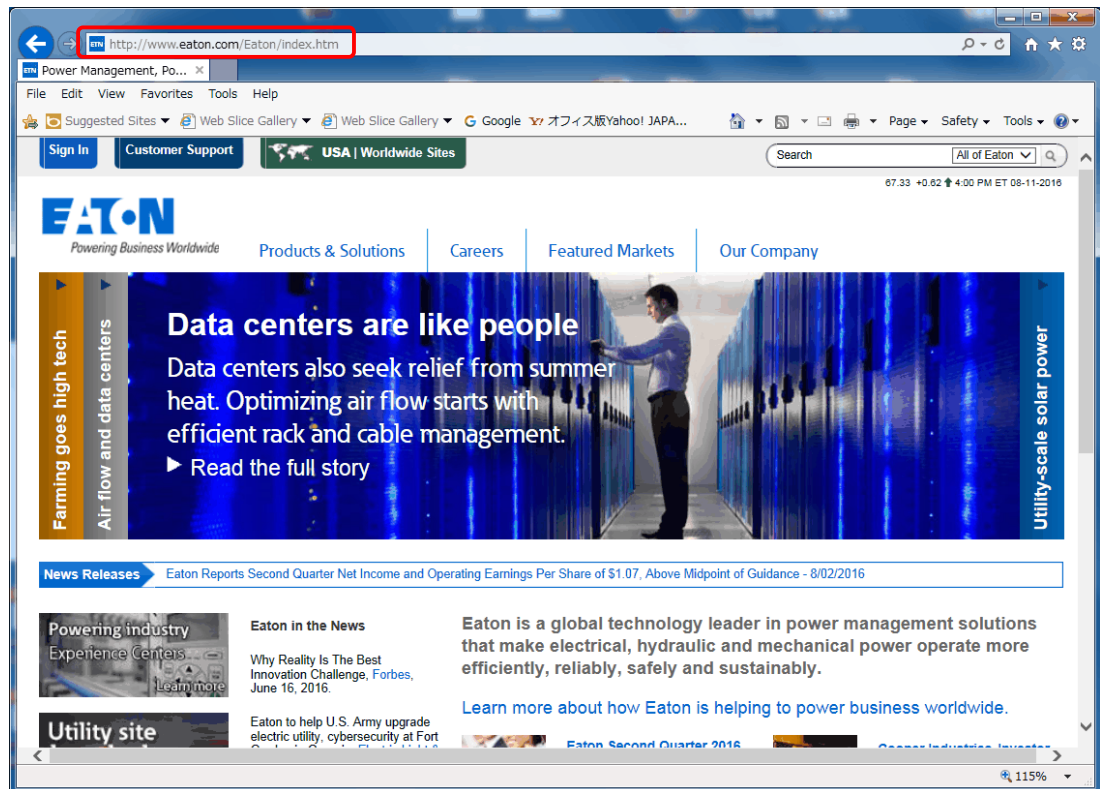 http://www.eaton.com/Eaton/index.htm
ETN Power Management, Po...
File Edit View Favorites Tools Help
Suggested Sites Web Slice Gallery Web Slice Gallery Google オフィス版Yahoo! JAPA... Page Safety Tools
Sign In Customer Support USA | Worldwide Sites Search All of Eaton
67.33 +0.62 4:00 PM ET 08-11-2016
EATON
Powering Business Worldwide
Products & Solutions Careers Featured Markets Our Company
Farming goes high tech
Air flow and data centers
Data centers are like people
Data centers also seek relief from summer
heat. Optimizing air flow starts with
efficient rack and cable management.
Read the full story
Utility-scale solar power
News Releases Eaton Reports Second Quarter Net Income and Operating Earnings Per Share of $1.07, Above Midpoint of Guidance - 8/02/2016
Powering industry
Experience Centers
Learn more
Utility site
Eaton in the News
Why Reality Is The Best
Innovation Challenge, Forbes,
June 16, 2016.
Eaton to help U.S. Army upgrade
electric utility, cybersecurity at Fort
Eaton is a global technology leader in power management solutions
that make electrical, hydraulic and mechanical power operate more
efficiently, reliably, safely and sustainably.
Learn more about how Eaton is helping to power business worldwide.
Eaton Second Quarter 2016
Cooper Industries Investor
115%